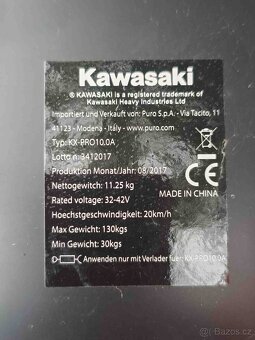 Kawasaki
® KAWASAKI is a registered trademark of
Kawasaki Heavy Industries Ltd
Importiert und Verkauft von: Puro S.p.A - Via Tacito, 11
41123 - Modena - Italy - www.puro.com
Typ: KX-PRO10.0A
Lotto n: 3412017
Produktion Monat/Jahr: 08/2017
Nettogewitch: 11.25 kg
Rated voltage: 32-42V
Hoechstgeschwindigkeit: 20km/h
Max Gewicht: 130kgs
Min Gewicht: 30kgs
CE
MADE IN CHINA
Anwenden nur mit Verlader fuer: KX-PRO10.0A
bazos.cz